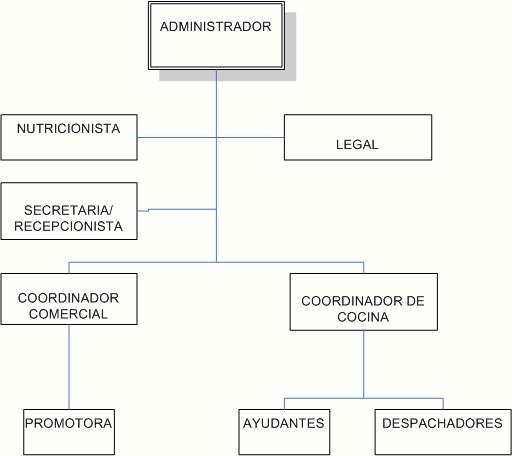 ADMINISTRADOR
NUTRICIONISTA
LEGAL
SECRETARIA/
RECEPCIONISTA
COORDINADOR
COMERCIAL
COORDINADOR DE
COCINA
PROMOTORA
AYUDANTES
DESPACHADORES